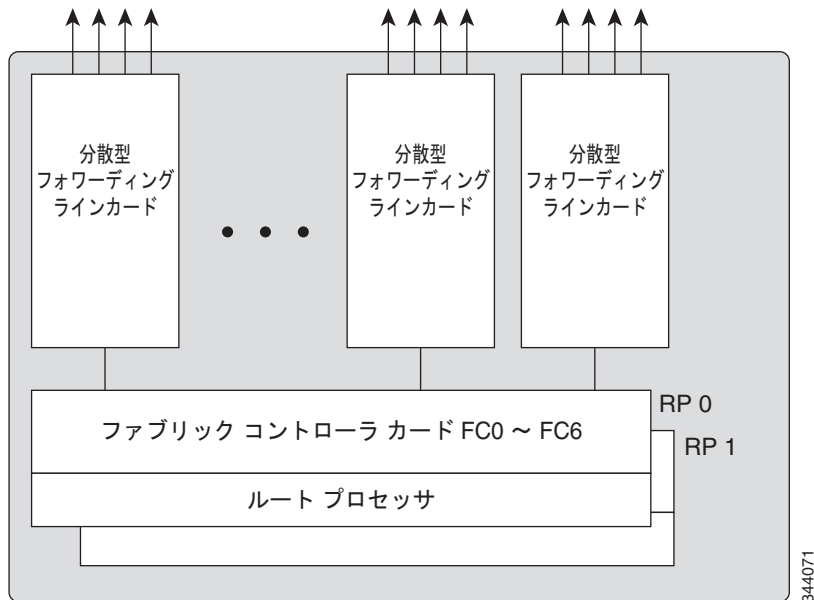 分散型
フォワーディング
ラインカード
分散型
フォワーディング
ラインカード
分散型
フォワーディング
ラインカード
ファブリック コントローラ カード FC0 ～ FC6
RP 0
RP 1
ルート プロセッサ
344071